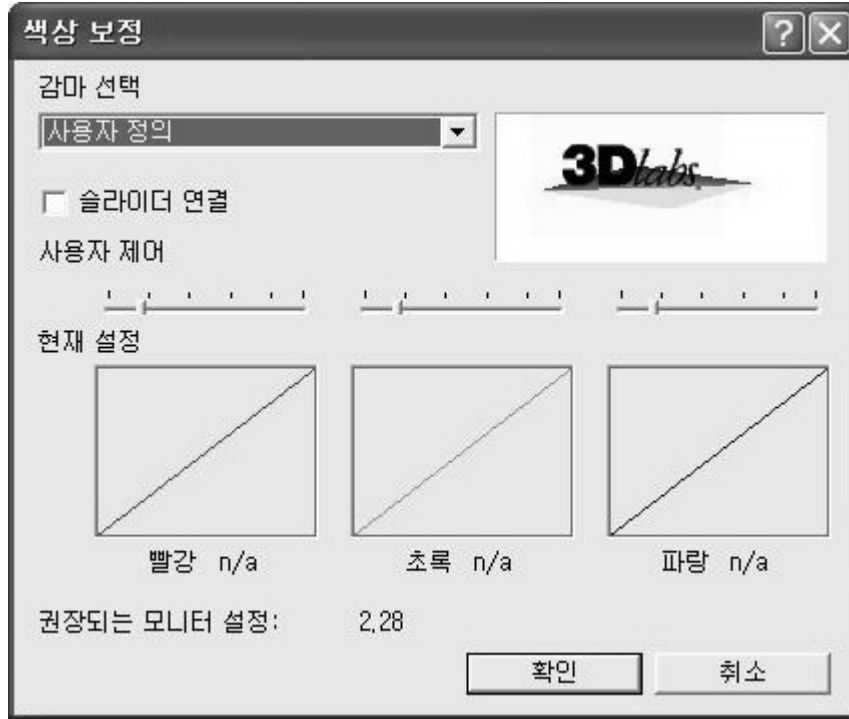 색상 보정
감마 선택
사용자 정의
3Dlabs
슬라이더 연결
사용자 제어
현재 설정
빨강 n/a
초록 n/a
파랑 n/a
권장되는 모니터 설정: 2,28
확인
취소